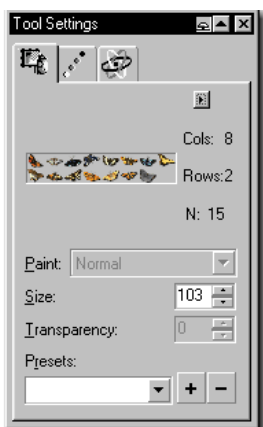 Tool Settings
Cols: 8
Rows:2
N: 15
Paint: Normal
Size: 103
Transparency: 0
Presets:
+ -